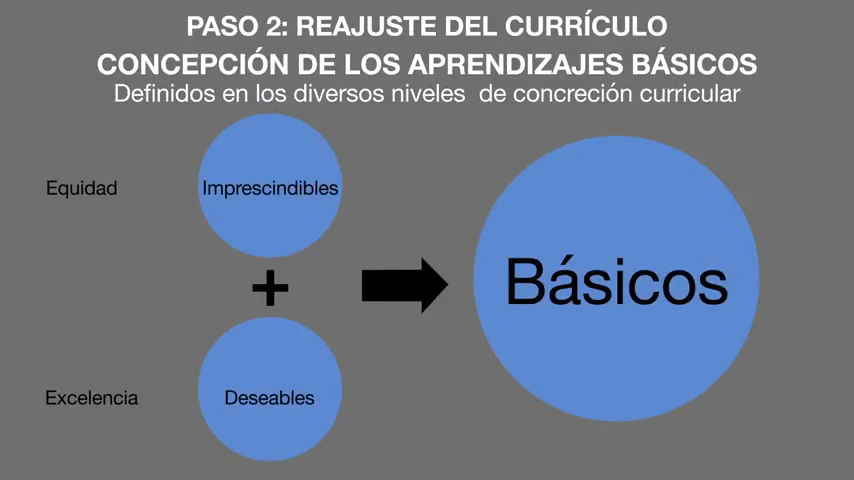 PASO 2: REAJUSTE DEL CURRÍCULO
CONCEPCIÓN DE LOS APRENDIZAJES BÁSICOS
Definidos en los diversos niveles de concreción curricular
Equidad
Imprescindibles
+
Básicos
Excelencia
Deseables